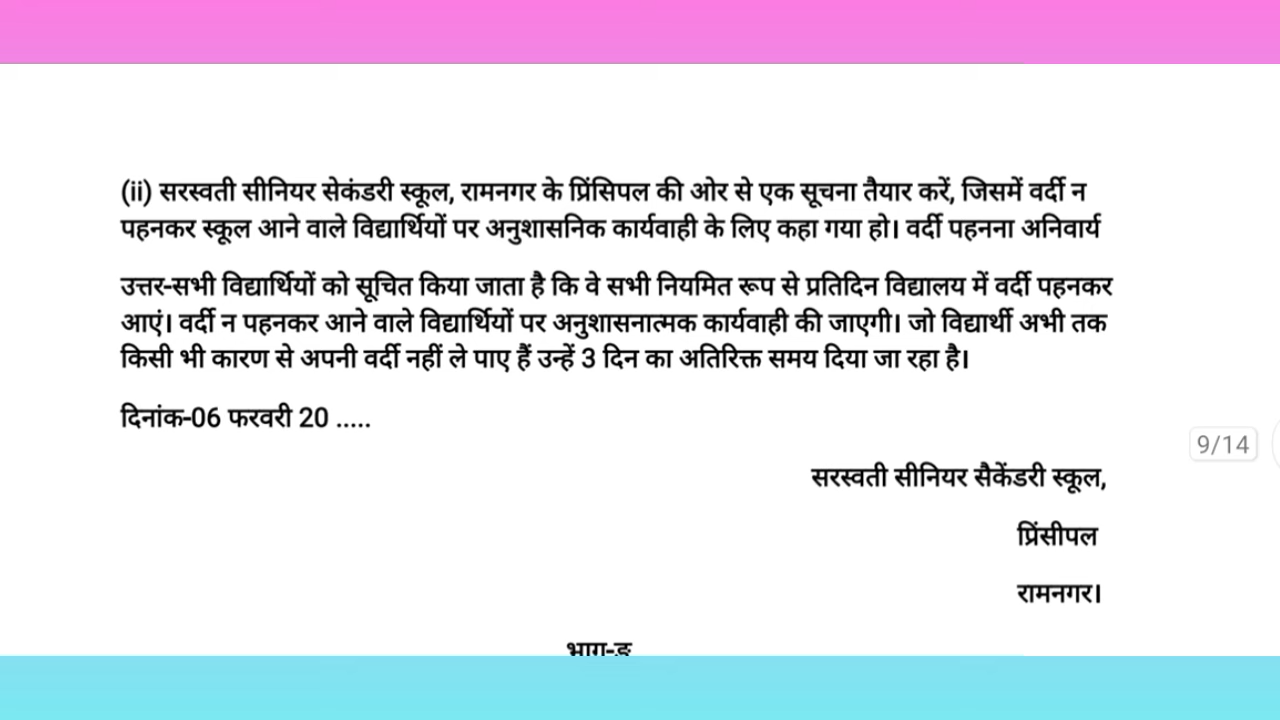 (ii) सरस्वती सीनियर सेकंडरी स्कूल, रामनगर के प्रिंसिपल की ओर से एक सूचना तैयार करें, जिसमें वर्दी न
पहनकर स्कूल आने वाले विद्यार्थियों पर अनुशासनिक कार्यवाही के लिए कहा गया हो। वर्दी पहनना अनिवार्य
उत्तर-सभी विद्यार्थियों को सूचित किया जाता है कि वे सभी नियमित रूप से प्रतिदिन विद्यालय में वर्दी पहनकर
आएं। वर्दी न पहनकर आने वाले विद्यार्थियों पर अनुशासनात्मक कार्यवाही की जाएगी। जो विद्यार्थी अभी तक
किसी भी कारण से अपनी वर्दी नहीं ले पाए हैं उन्हें 3 दिन का अतिरिक्त समय दिया जा रहा है।
दिनांक-06 फरवरी 20 .....
9/14
सरस्वती सीनियर सैकेंडरी स्कूल,
प्रिंसीपल
रामनगर।
भाग-ङ